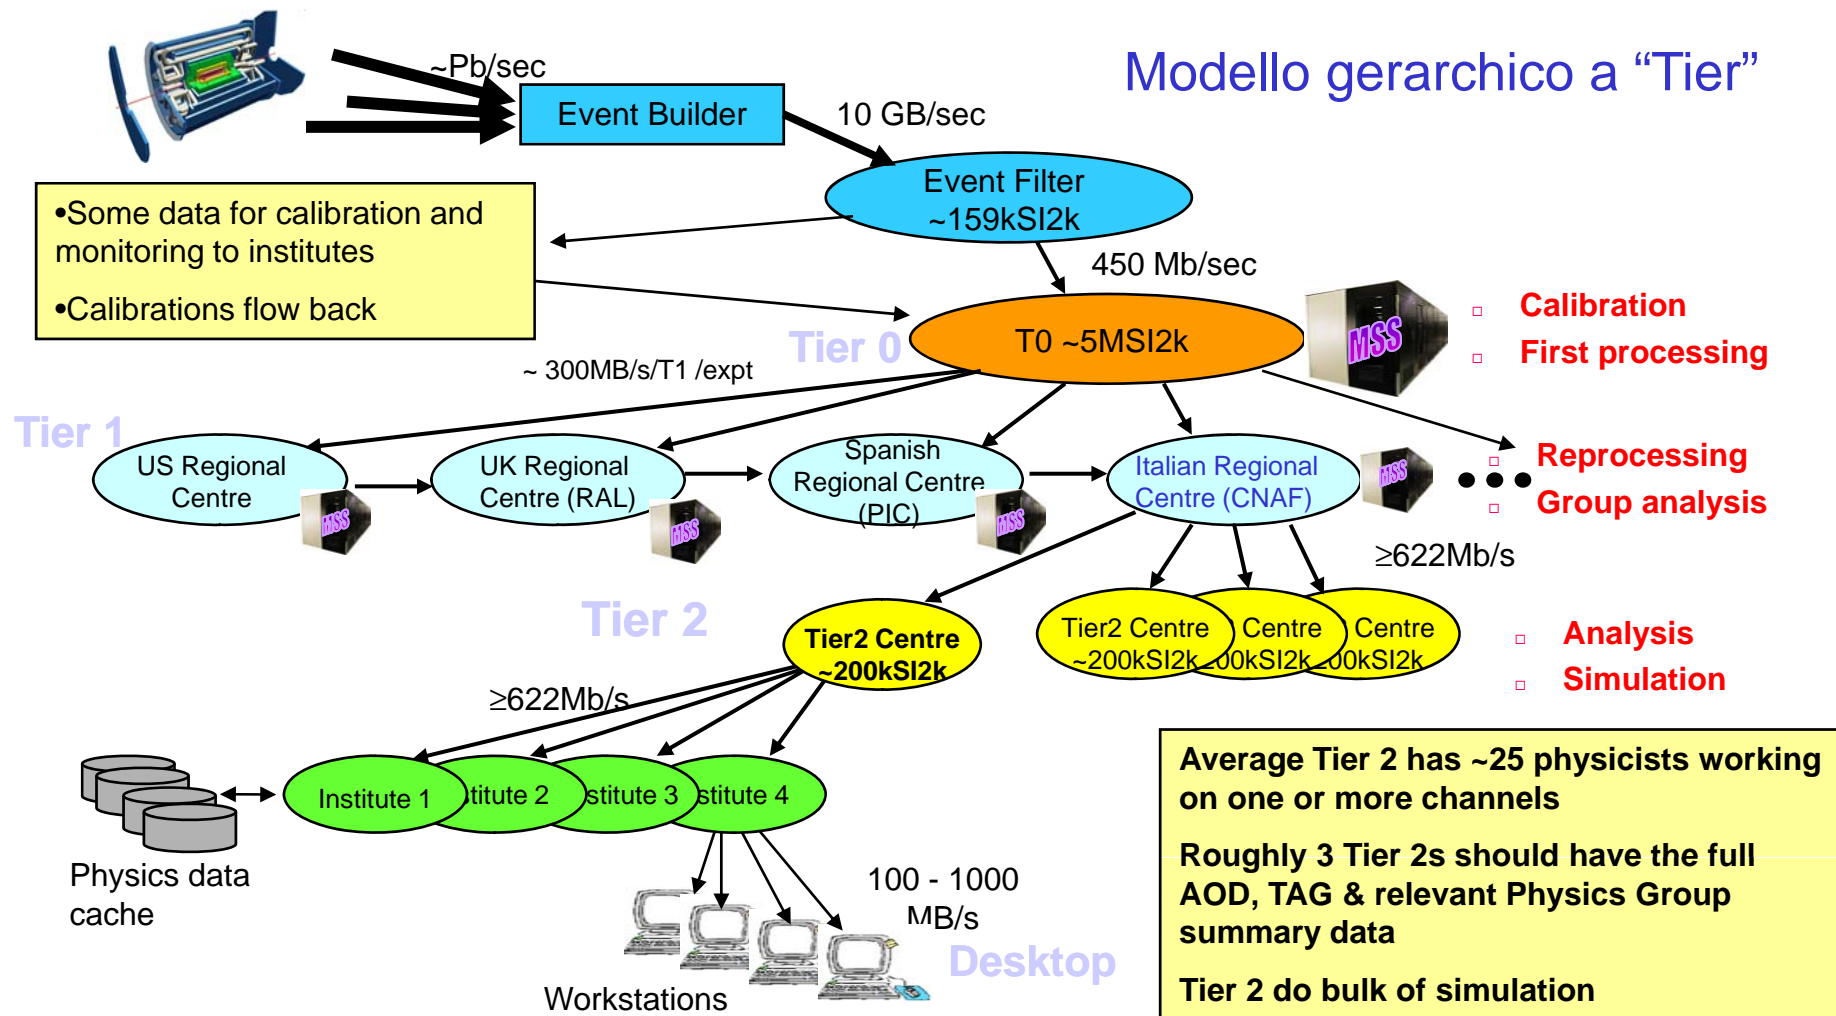 Modello gerarchico a “Tier”
~Pb/sec
Event Builder
10 GB/sec
Event Filter
~159kSI2k
•Some data for calibration and
monitoring to institutes
•Calibrations flow back
450 Mb/sec
Tier 0
T0 ~5MSI2k
MSS
Calibration
First processing
~ 300MB/s/T1 /expt
Tier 1
US Regional
Centre
MSS
UK Regional
Centre (RAL)
MSS
Spanish
Regional Centre
(PIC)
MSS
Italian Regional
Centre (CNAF)
MSS
Reprocessing
Group analysis
≥622Mb/s
Tier 2
Tier2 Centre
~200kSI2k
Tier2 Centre
~200kSI2k
Centre
00kSI2k
Centre
00kSI2k
Analysis
Simulation
≥622Mb/s
Institute 1
stitute 2
stitute 3
stitute 4
Physics data
cache
100 - 1000
MB/s
Desktop
Workstations
Average Tier 2 has ~25 physicists working
on one or more channels
Roughly 3 Tier 2s should have the full
AOD, TAG & relevant Physics Group
summary data
Tier 2 do bulk of simulation